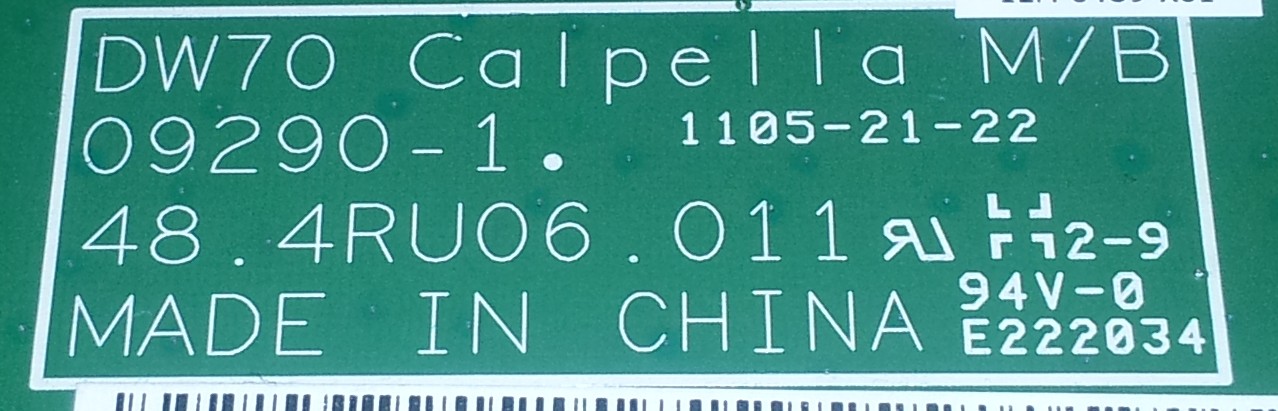 DW70 Calpella M/B
09290-1. 1105-21-22
48.4RU06.011 2-9
94V-0
MADE IN CHINA E222034